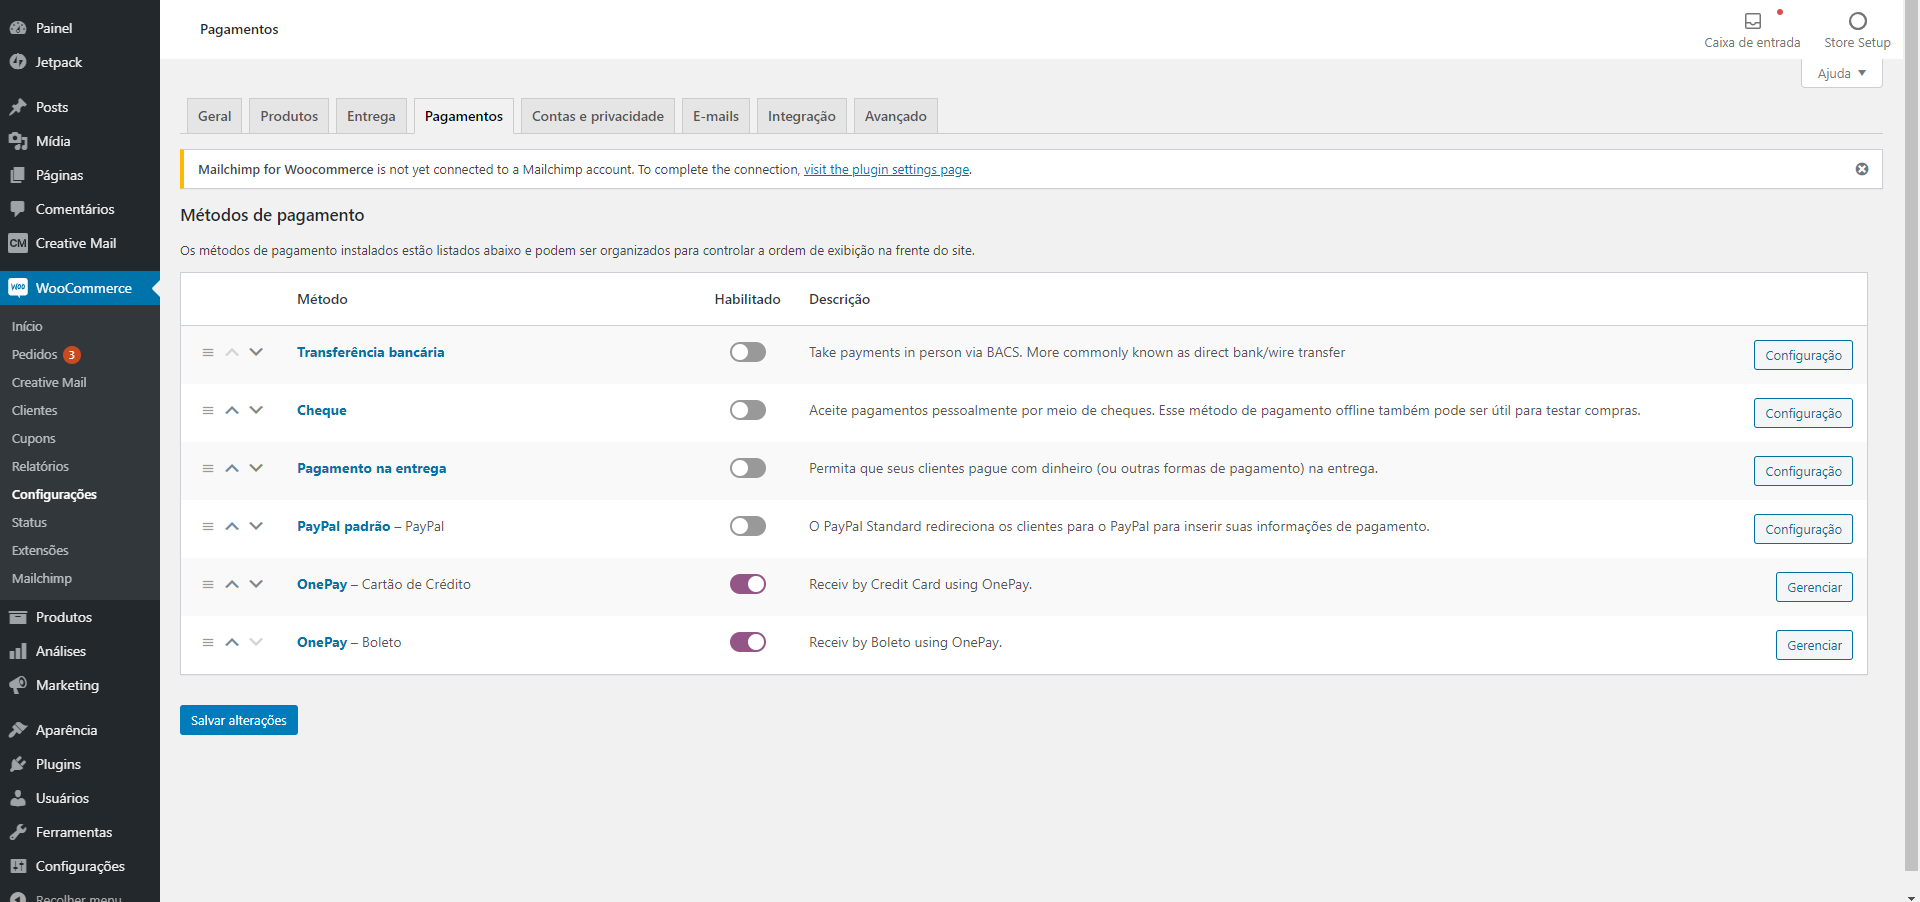 Painel
Jetpack
Posts
Mídia
Páginas
Comentários
CM Creative Mail
Woo WooCommerce
Início
Pedidos 3
Creative Mail
Clientes
Cupons
Relatórios
Configurações
Status
Extensões
Mailchimp
Produtos
Análises
Marketing
Aparência
Plugins
Usuários
Ferramentas
Configurações
Recolher menu
Pagamentos
Caixa de entrada
Store Setup
Ajuda
Geral Produtos Entrega Pagamentos Contas e privacidade E-mails Integração Avançado
Mailchimp for Woocommerce is not yet connected to a Mailchimp account. To complete the connection, visit the plugin settings page.
Métodos de pagamento
Os métodos de pagamento instalados estão listados abaixo e podem ser organizados para controlar a ordem de exibição na frente do site.
Método Habilitado Descrição
Transferência bancária Take payments in person via BACS. More commonly known as direct bank/wire transfer Configuração
Cheque Aceite pagamentos pessoalmente por meio de cheques. Esse método de pagamento offline também pode ser útil para testar compras. Configuração
Pagamento na entrega Permita que seus clientes pague com dinheiro (ou outras formas de pagamento) na entrega. Configuração
PayPal padrão – PayPal O PayPal Standard redireciona os clientes para o PayPal para inserir suas informações de pagamento. Configuração
OnePay – Cartão de Crédito Receiv by Credit Card using OnePay. Gerenciar
OnePay – Boleto Receiv by Boleto using OnePay. Gerenciar
Salvar alterações